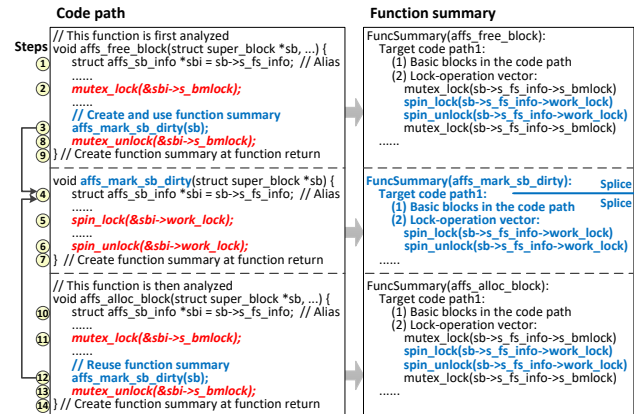 Code path
Function summary
Steps
// This function is first analyzed
void affs_free_block(struct super_block *sb, ...) {
1 struct affs_sb_info *sbi = sb->s_fs_info; // Alias
......
2 mutex_lock(&sbi->s_bmlock);
......
// Create and use function summary
3 affs_mark_sb_dirty(sb);
8 mutex_unlock(&sbi->s_bmlock);
9 } // Create function summary at function return
FuncSummary(affs_free_block):
Target code path1:
(1) Basic blocks in the code path
(2) Lock-operation vector:
mutex_lock(sb->s_fs_info->s_bmlock)
spin_lock(sb->s_fs_info->work_lock)
spin_unlock(sb->s_fs_info->work_lock)
mutex_lock(sb->s_fs_info->s_bmlock)
......
void affs_mark_sb_dirty(struct super_block *sb) {
4 struct affs_sb_info *sbi = sb->s_fs_info; // Alias
......
5 spin_lock(&sbi->work_lock);
......
6 spin_unlock(&sbi->work_lock);
7 } // Create function summary at function return
FuncSummary(affs_mark_sb_dirty): Splice
Target code path1: Splice
(1) Basic blocks in the code path
(2) Lock-operation vector:
spin_lock(sb->s_fs_info->work_lock)
spin_unlock(sb->s_fs_info->work_lock)
......
// This function is then analyzed
void affs_alloc_block(struct super_block *sb, ...) {
10 struct affs_sb_info *sbi = sb->s_fs_info; // Alias
......
11 mutex_lock(&sbi->s_bmlock);
......
// Reuse function summary
12 affs_mark_sb_dirty(sb);
13 mutex_unlock(&sbi->s_bmlock);
14 } // Create function summary at function return
FuncSummary(affs_alloc_block):
Target code path1:
(1) Basic blocks in the code path
(2) Lock-operation vector:
mutex_lock(sb->s_fs_info->s_bmlock)
spin_lock(sb->s_fs_info->work_lock)
spin_unlock(sb->s_fs_info->work_lock)
mutex_lock(sb->s_fs_info->s_bmlock)
......